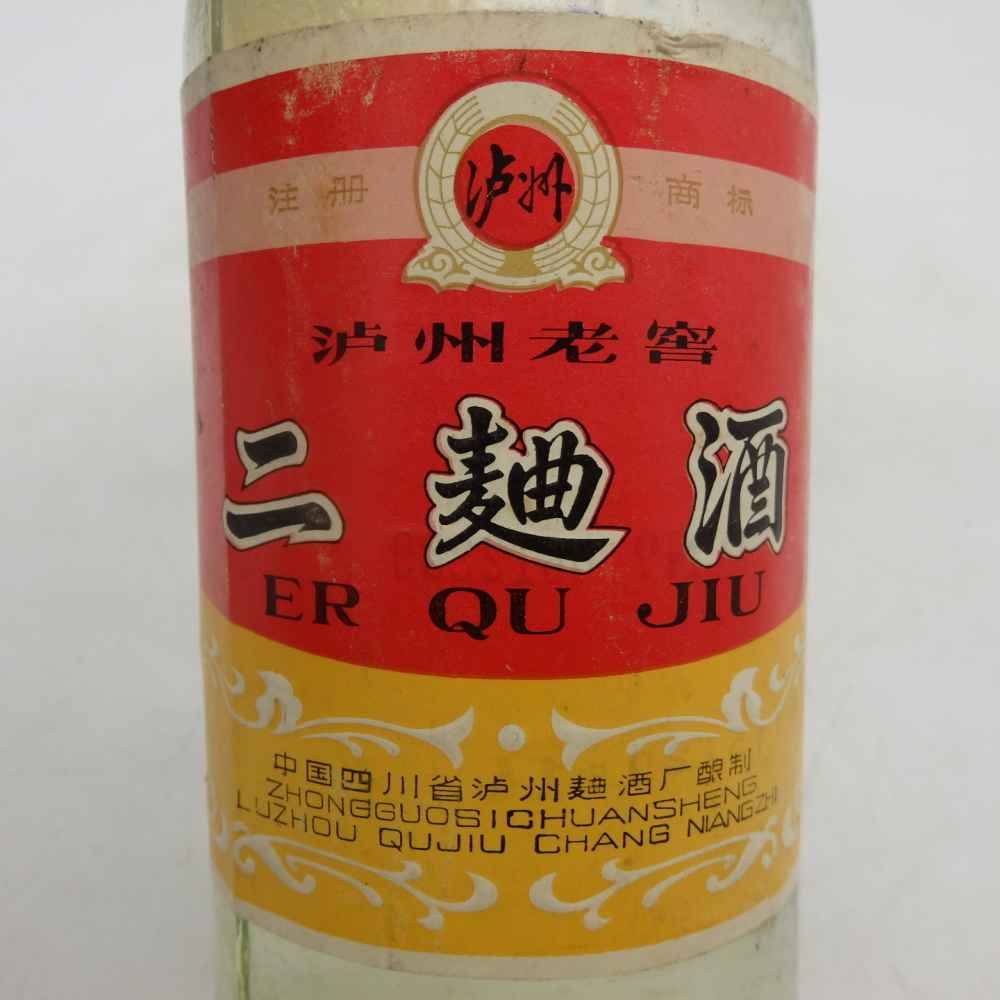 泸州
注册 商标
泸州老窖
二麯酒
ER QU JIU
中国四川省泸州麯酒厂酿制
ZHONGGUOSICHUANSHENG
LUZHOU QUJIU CHANG NIANGZHI